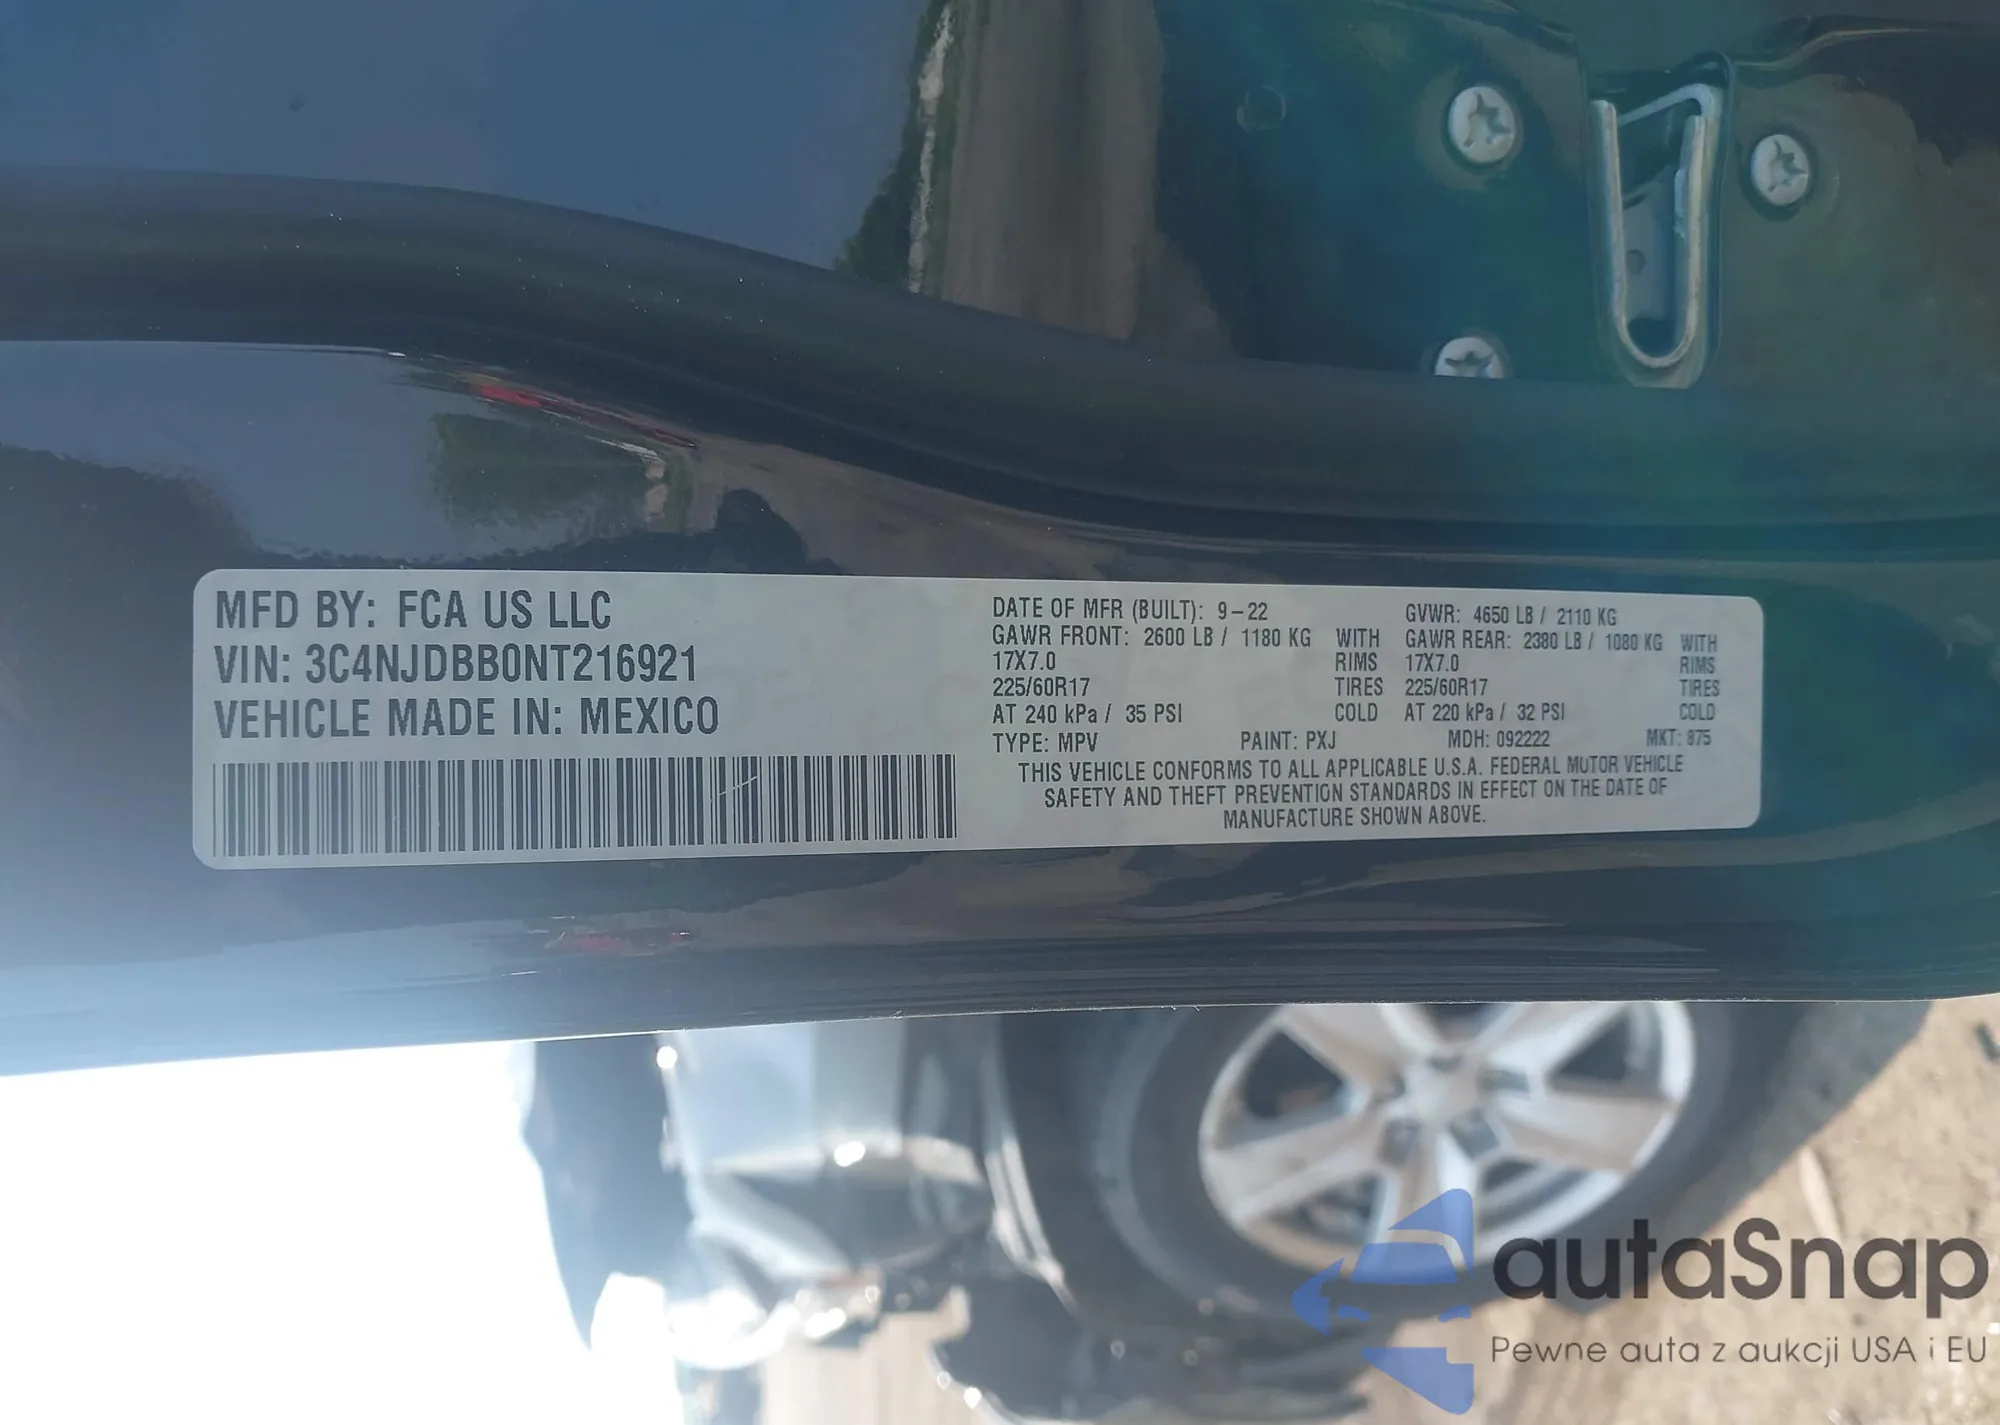 MFD BY: FCA US LLC
VIN: 3C4NJDBB0NT216921
VEHICLE MADE IN: MEXICO
DATE OF MFR (BUILT): 9-22 GVWR: 4650 LB / 2110 KG
GAWR FRONT: 2600 LB / 1180 KG WITH GAWR REAR: 2380 LB / 1080 KG WITH
17X7.0 RIMS 17X7.0 RIMS
225/60R17 TIRES 225/60R17 TIRES
AT 240 kPa / 35 PSI COLD AT 220 kPa / 32 PSI COLD
TYPE: MPV PAINT: PXJ MDH: 092222 MKT: 875
THIS VEHICLE CONFORMS TO ALL APPLICABLE U.S.A. FEDERAL MOTOR VEHICLE
SAFETY AND THEFT PREVENTION STANDARDS IN EFFECT ON THE DATE OF
MANUFACTURE SHOWN ABOVE.
autaSnap
Pewne auta z aukcji USA i EU